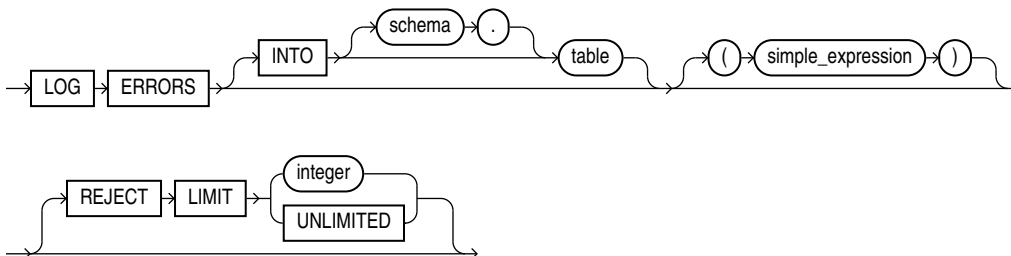 schema .
INTO table ( simple_expression )
LOG ERRORS
integer
REJECT LIMIT
UNLIMITED